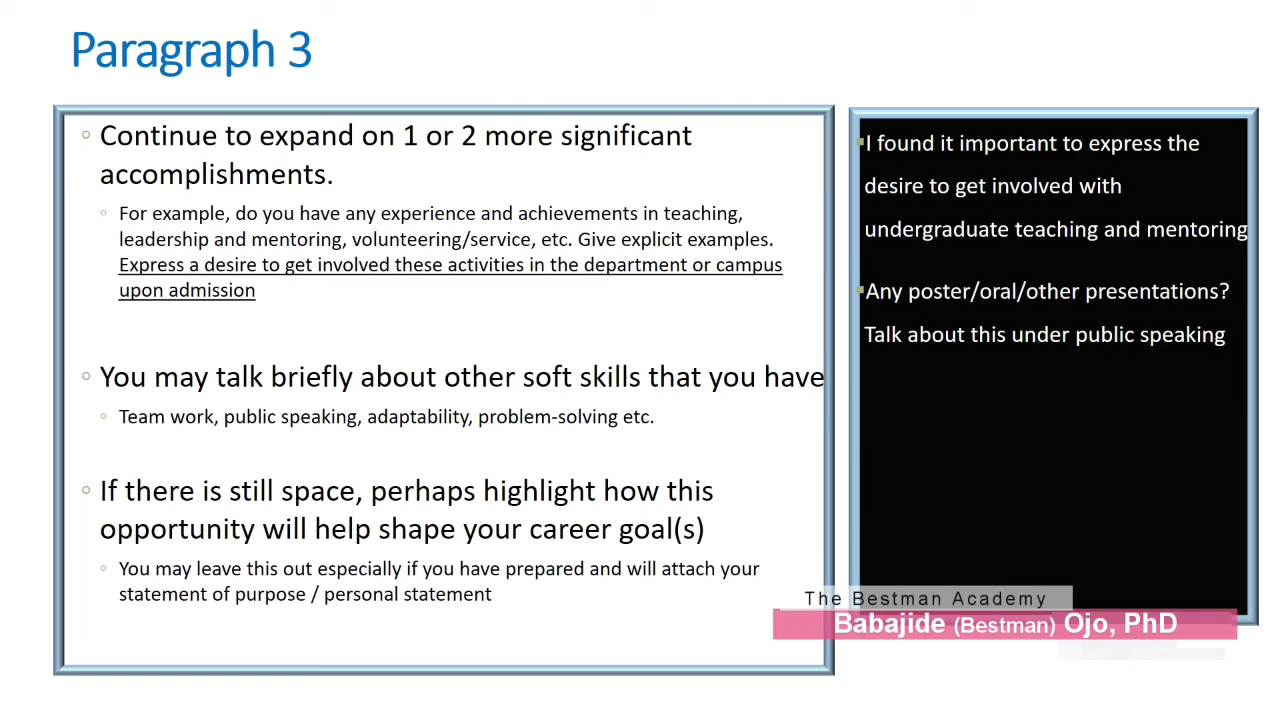 Paragraph 3
Continue to expand on 1 or 2 more significant
accomplishments.
For example, do you have any experience and achievements in teaching,
leadership and mentoring, volunteering/service, etc. Give explicit examples.
Express a desire to get involved these activities in the department or campus
upon admission
You may talk briefly about other soft skills that you have
Team work, public speaking, adaptability, problem-solving etc.
If there is still space, perhaps highlight how this
opportunity will help shape your career goal(s)
You may leave this out especially if you have prepared and will attach your
statement of purpose / personal statement
I found it important to express the
desire to get involved with
undergraduate teaching and mentoring
Any poster/oral/other presentations?
Talk about this under public speaking
The Bestman Academy
Babajide (Bestman) Ojo, PhD